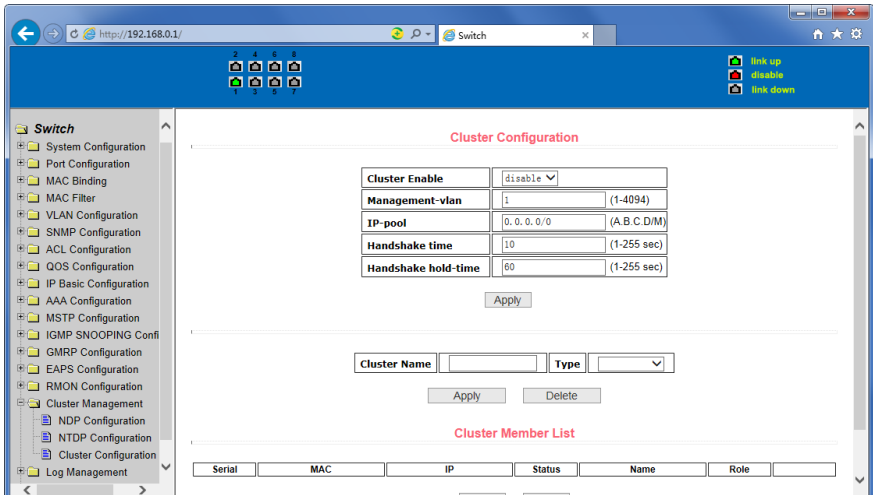 http://192.168.0.1/
Switch
2 4 6 8
1 3 5 7
link up
disable
link down
Switch
System Configuration
Port Configuration
MAC Binding
MAC Filter
VLAN Configuration
SNMP Configuration
ACL Configuration
QOS Configuration
IP Basic Configuration
AAA Configuration
MSTP Configuration
IGMP SNOOPING Confi
GMRP Configuration
EAPS Configuration
RMON Configuration
Cluster Management
NDP Configuration
NTDP Configuration
Cluster Configuration
Log Management
Cluster Configuration
Cluster Enable disable
Management-vlan 1 (1-4094)
IP-pool 0.0.0.0/0 (A.B.C.D/M)
Handshake time 10 (1-255 sec)
Handshake hold-time 60 (1-255 sec)
Apply
Cluster Name Type
Apply Delete
Cluster Member List
Serial MAC IP Status Name Role